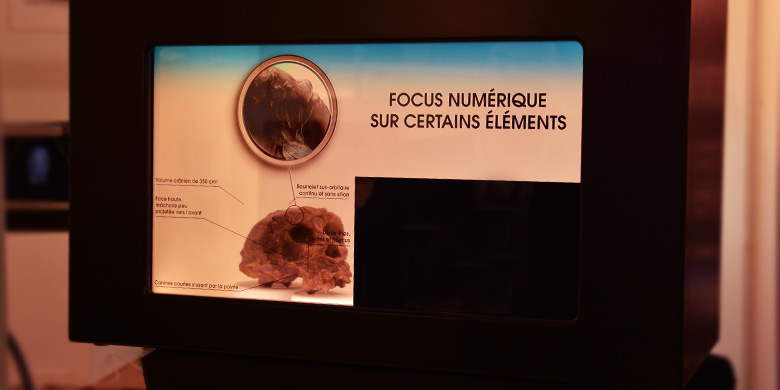 FOCUS NUMÉRIQUE
SUR CERTAINS ÉLÉMENTS
Volume crânien de 350 cm³
Bourrelet sus-orbitaire
continu et sans sillon
Face haute,
mâchoire peu
projetée vers l'avant
Canines courtes s'usant par la pointe